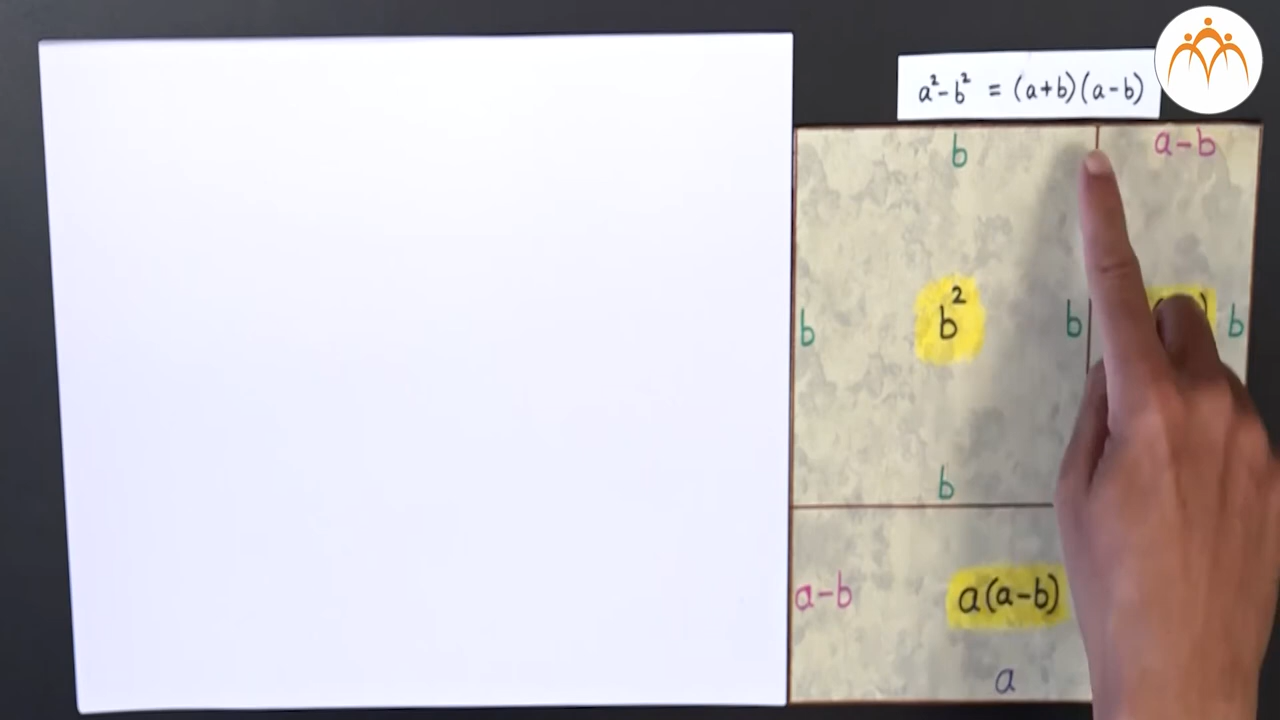 a² - b² = (a+b)(a-b)
b
a-b
b²
b
b
b
b
a-b
a(a-b)
a